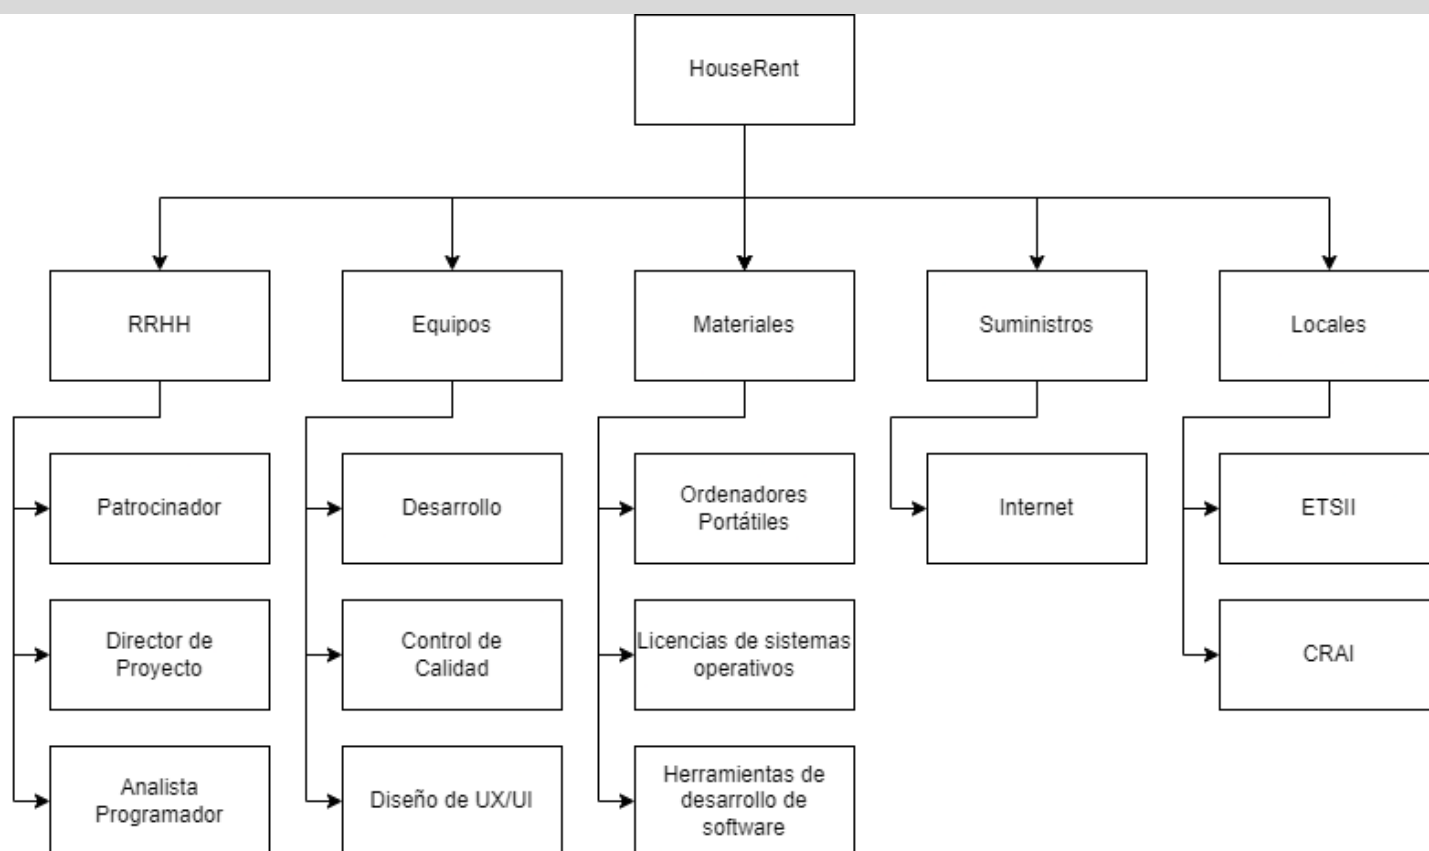 HouseRent
RRHH
Equipos
Materiales
Suministros
Locales
Patrocinador
Desarrollo
Ordenadores
Portátiles
Internet
ETSII
Director de
Proyecto
Control de
Calidad
Licencias de sistemas
operativos
CRAI
Analista
Programador
Diseño de UX/UI
Herramientas de
desarrollo de
software